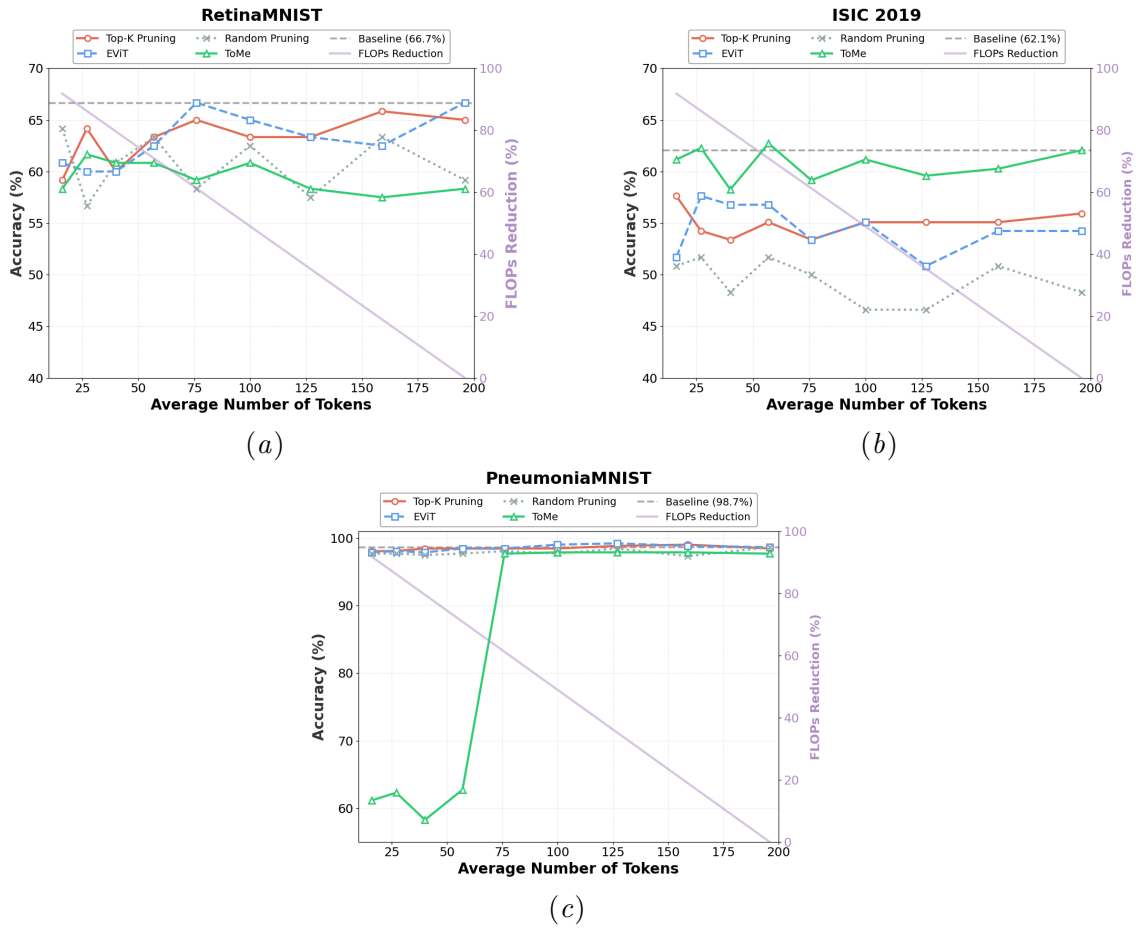 RetinaMNIST
Top-K Pruning Random Pruning Baseline (66.7%)
EViT ToMe FLOPs Reduction
70
65
60
55
50
45
40
100
80
60
40
20
0
25 50 75 100 125 150 175 200
Accuracy (%)
FLOPs Reduction (%)
Average Number of Tokens
(a)
ISIC 2019
Top-K Pruning Random Pruning Baseline (62.1%)
EViT ToMe FLOPs Reduction
70
65
60
55
50
45
40
100
80
60
40
20
0
25 50 75 100 125 150 175 200
Accuracy (%)
FLOPs Reduction (%)
Average Number of Tokens
(b)
PneumoniaMNIST
Top-K Pruning Random Pruning Baseline (98.7%)
EViT ToMe FLOPs Reduction
100
90
80
70
60
100
80
60
40
20
0
25 50 75 100 125 150 175 200
Accuracy (%)
FLOPs Reduction (%)
Average Number of Tokens
(c)